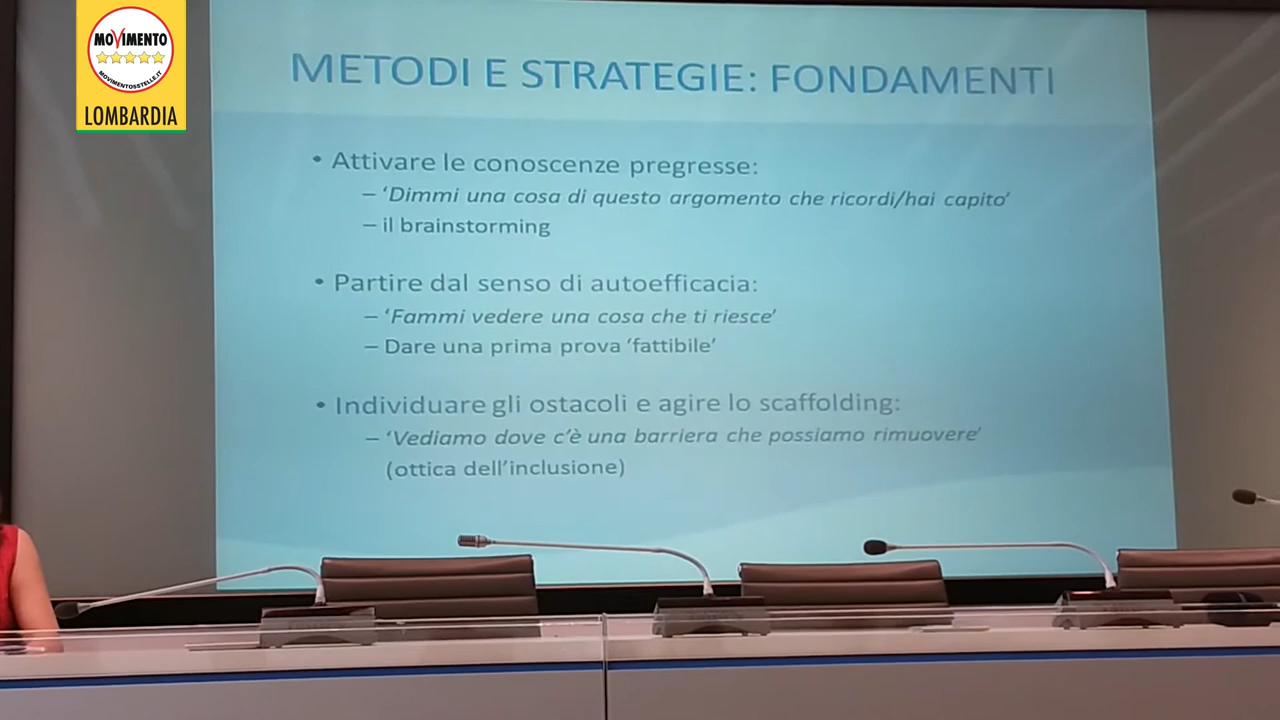 MOVIMENTO
MOVIMENTO5STELLE.IT
LOMBARDIA
METODI E STRATEGIE: FONDAMENTI
• Attivare le conoscenze pregresse:
– ‘Dimmi una cosa di questo argomento che ricordi/hai capito’
– il brainstorming
• Partire dal senso di autoefficacia:
– ‘Fammi vedere una cosa che ti riesce’
– Dare una prima prova ‘fattibile’
• Individuare gli ostacoli e agire lo scaffolding:
– ‘Vediamo dove c’è una barriera che possiamo rimuovere’
(ottica dell’inclusione)